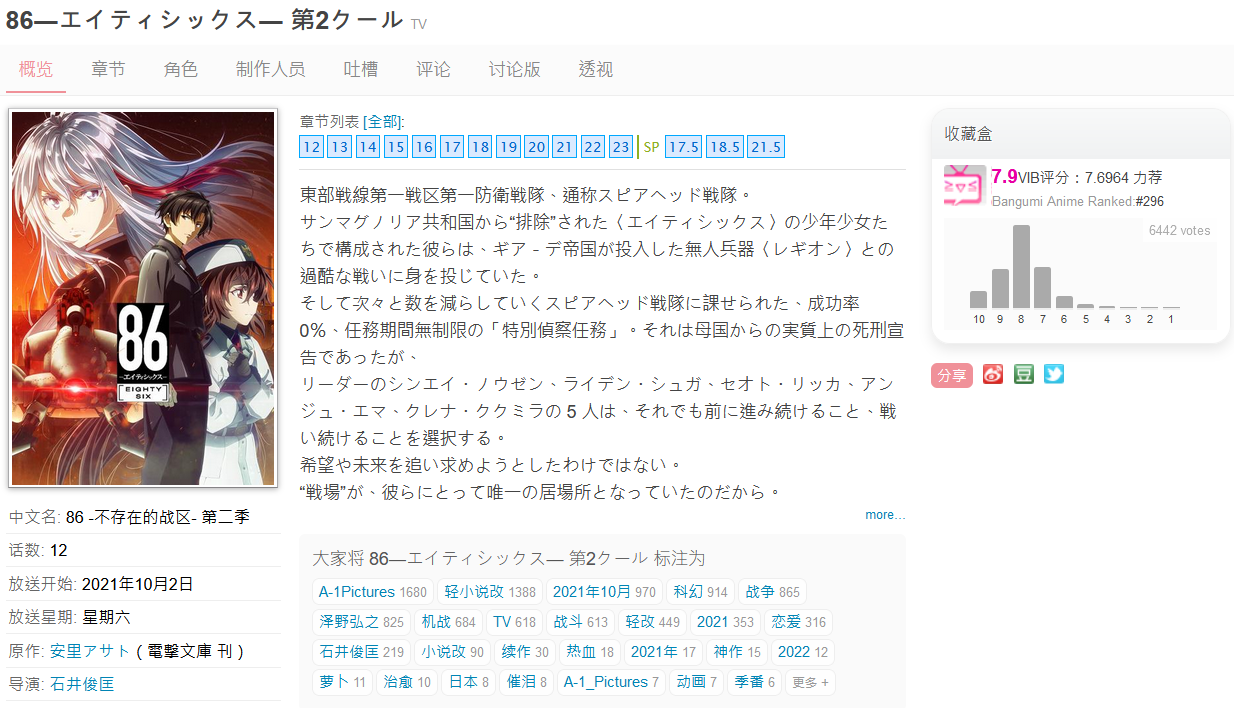 86―エイティシックス― 第2クール TV
概览 章节 角色 制作人员 吐槽 评论 讨论版 透视
86
―エイティシックス―
EIGHTY
SIX
中文名: 86 -不存在的战区- 第二季
话数: 12
放送开始: 2021年10月2日
放送星期: 星期六
原作: 安里アサト ( 電撃文庫 刊 )
导演: 石井俊匡
章节列表 [全部]:
12 13 14 15 16 17 18 19 20 21 22 23 SP 17.5 18.5 21.5
東部戦線第一戦区第一防衛戦隊、通称スピアヘッド戦隊。
サンマグノリア共和国から“排除”された〈エイティシックス〉の少年少女た
ちで構成された彼らは、ギアーデ帝国が投入した無人兵器〈レギオン〉との
過酷な戦いに身を投じていた。
そして次々と数を減らしていくスピアヘッド戦隊に課せられた、成功率
0%、任務期間無制限の「特別偵察任務」。それは母国からの実質上の死刑宣
告であったが、
リーダーのシンエイ・ノウゼン、ライデン・シュガ、セオト・リッカ、アン
ジュ・エマ、クレナ・ククミラの 5 人は、それでも前に進み続けること、戦
い続けることを選択する。
希望や未来を追い求めようとしたわけではない。
“戦場”が、彼らにとって唯一の居場所となっていたのだから。
more...
大家将 86―エイティシックス― 第2クール 标注为
A-1Pictures 1680 轻小说改 1388 2021年10月 970 科幻 914 战争 865
泽野弘之 825 机战 684 TV 618 战斗 613 轻改 449 2021 353 恋爱 316
石井俊匡 219 小说改 90 续作 30 热血 18 2021年 17 神作 15 2022 12
萝卜 11 治愈 10 日本 8 催泪 8 A-1_Pictures 7 动画 7 季番 6 更多 +
收藏盒
7.9 VIB评分：7.6964 力荐
Bangumi Anime Ranked:#296
6442 votes
10 9 8 7 6 5 4 3 2 1
分享 豆